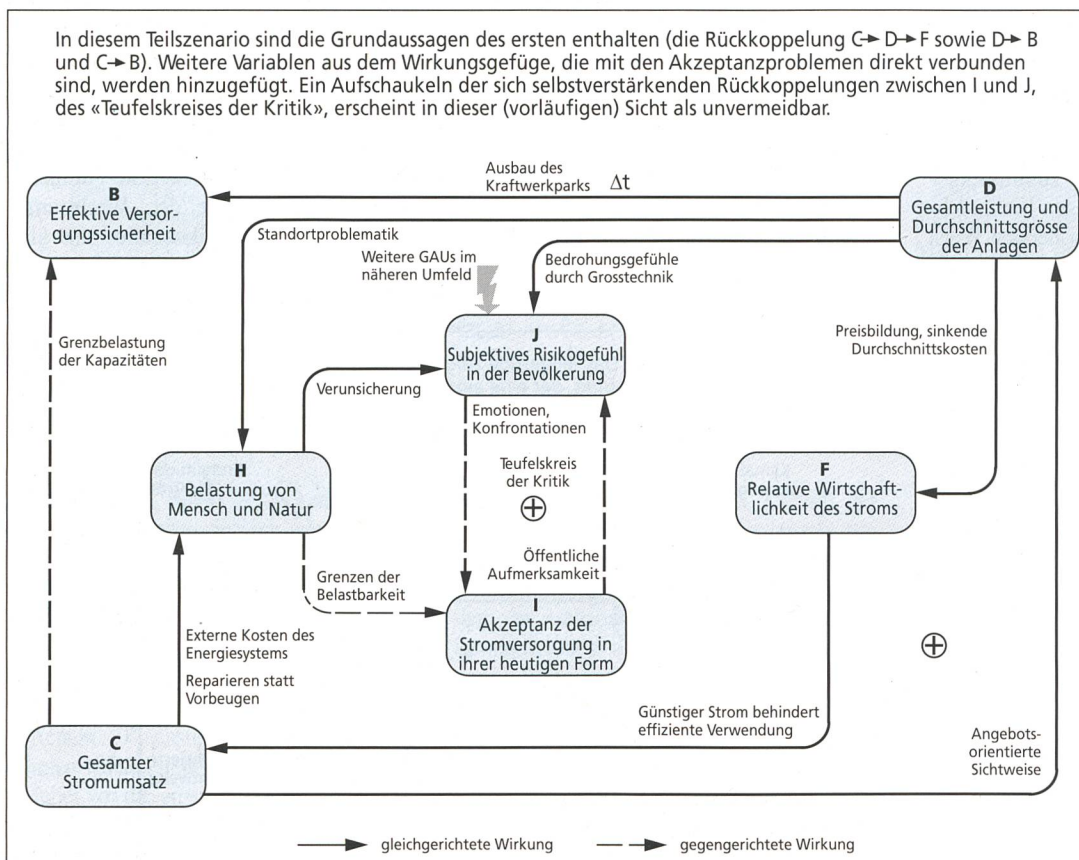 In diesem Teilszenario sind die Grundaussagen des ersten enthalten (die Rückkoppelung C→ D→ F sowie D→ B
und C→ B). Weitere Variablen aus dem Wirkungsgefüge, die mit den Akzeptanzproblemen direkt verbunden
sind, werden hinzugefügt. Ein Aufschaukeln der sich selbstverstärkenden Rückkoppelungen zwischen I und J,
des «Teufelskreises der Kritik», erscheint in dieser (vorläufigen) Sicht als unvermeidbar.
Ausbau des
Kraftwerkparks Δt
B
Effektive Versor-
gungssicherheit
D
Gesamtleistung und
Durchschnittsgrösse
der Anlagen
Standortproblematik
Weitere GAUs im
näheren Umfeld
Bedrohungsgefühle
durch Grosstechnik
Grenzbelastung
der Kapazitäten
J
Subjektives Risikogefühl
in der Bevölkerung
Preisbildung, sinkende
Durchschnittskosten
Verunsicherung
Emotionen,
Konfrontationen
H
Belastung von
Mensch und Natur
Teufelskreis
der Kritik
⊕
F
Relative Wirtschaft-
lichkeit des Stroms
Grenzen der
Belastbarkeit
Öffentliche
Aufmerksamkeit
I
Akzeptanz der
Stromversorgung in
ihrer heutigen Form
Externe Kosten des
Energiesystems
Reparieren statt
Vorbeugen
⊕
Günstiger Strom behindert
effiziente Verwendung
C
Gesamter
Stromumsatz
Angebots-
orientierte
Sichtweise
gleichgerichtete Wirkung
gegengerichtete Wirkung